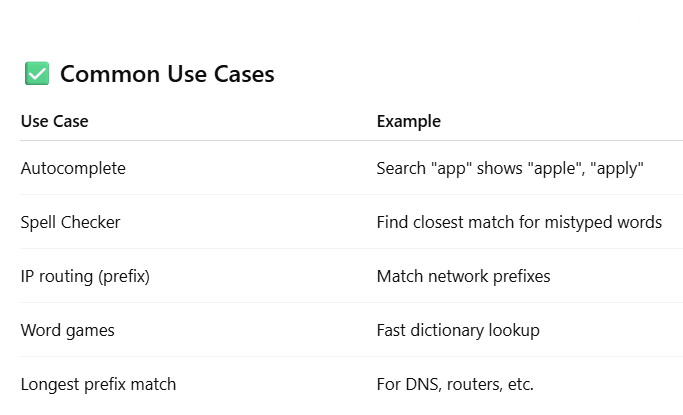 ✅ Common Use Cases
Use Case Example
Autocomplete Search "app" shows "apple", "apply"
Spell Checker Find closest match for mistyped words
IP routing (prefix) Match network prefixes
Word games Fast dictionary lookup
Longest prefix match For DNS, routers, etc.